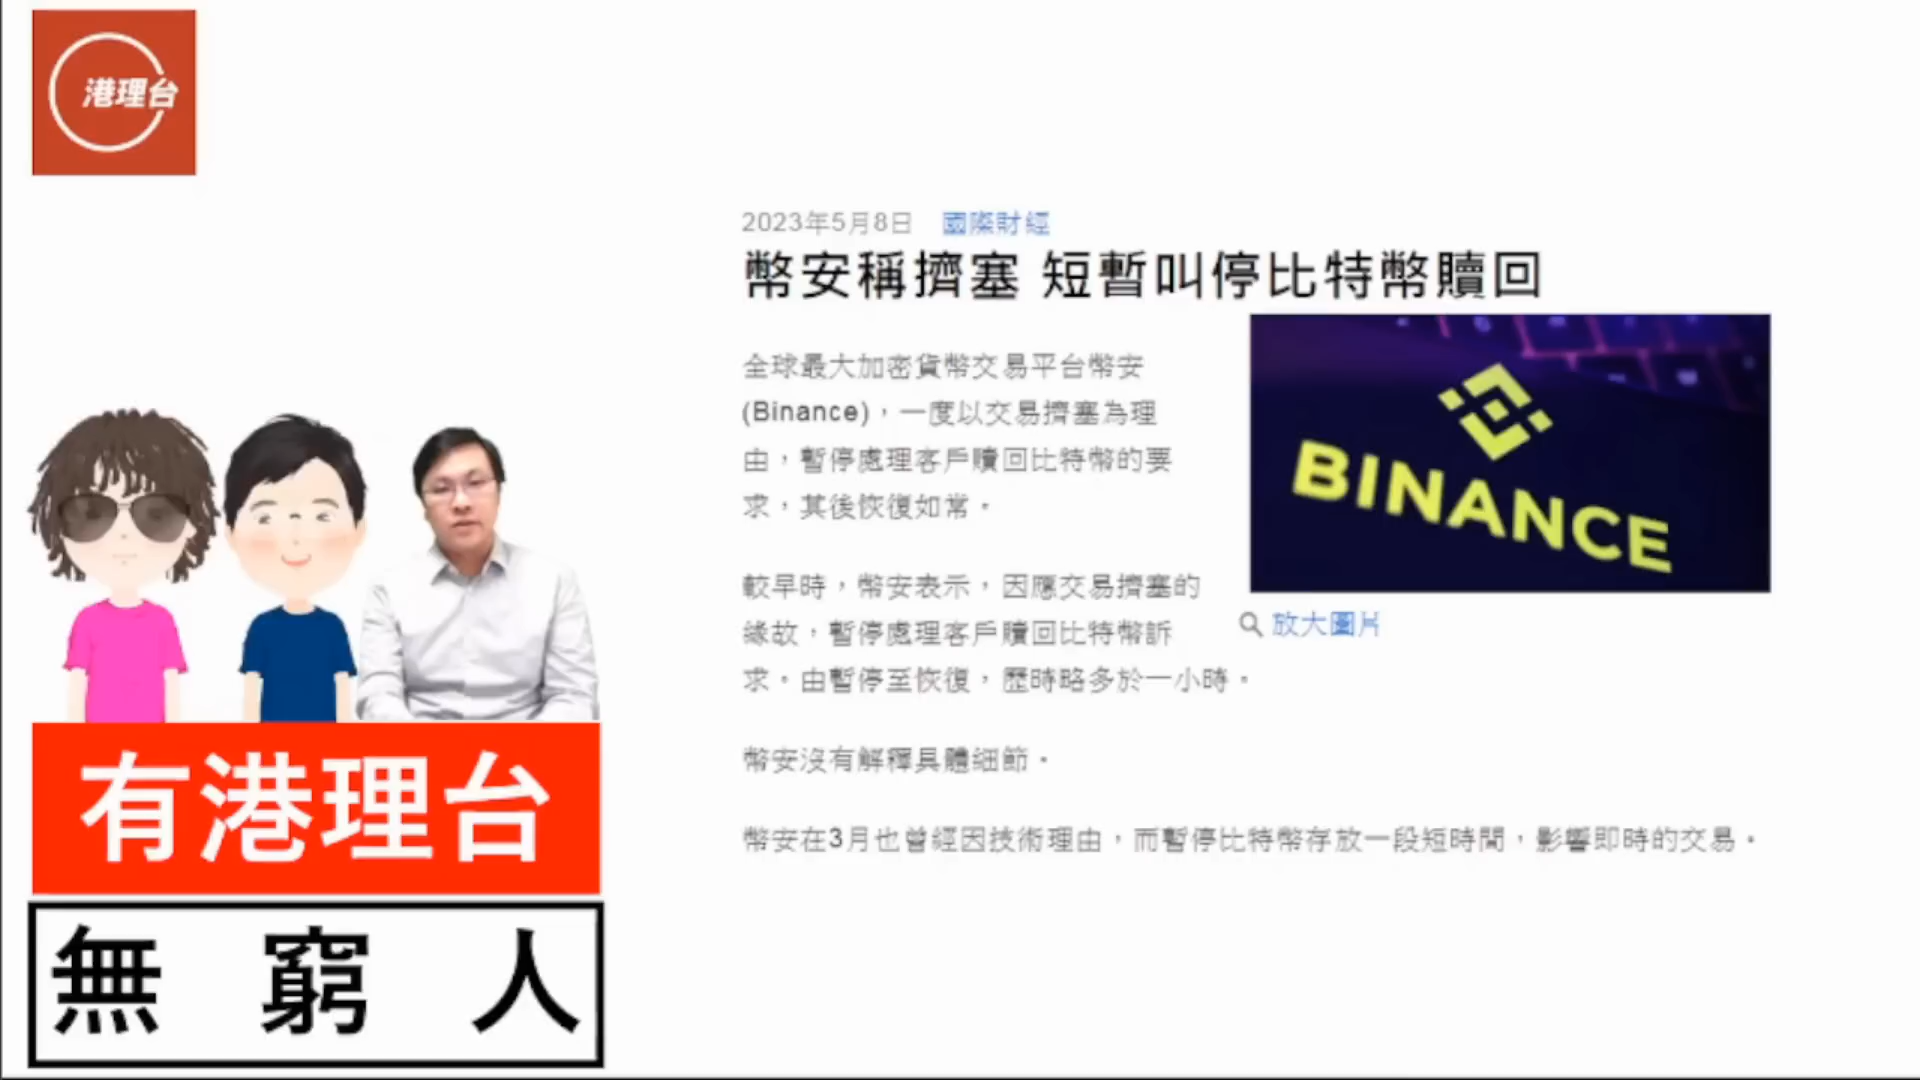 港理台
2023年5月8日 國際財經
幣安稱擠塞 短暫叫停比特幣贖回
全球最大加密貨幣交易平台幣安
(Binance),一度以交易擠塞為理
由,暫停處理客戶贖回比特幣的要
求,其後恢復如常。
BINANCE
較早時,幣安表示,因應交易擠塞的
緣故,暫停處理客戶贖回比特幣訴
求。由暫停至恢復,歷時略多於一小時。
放大圖片
幣安沒有解釋具體細節。
幣安在3月也曾經因技術理由,而暫停比特幣存放一段短時間,影響即時的交易。
有港理台
無窮人